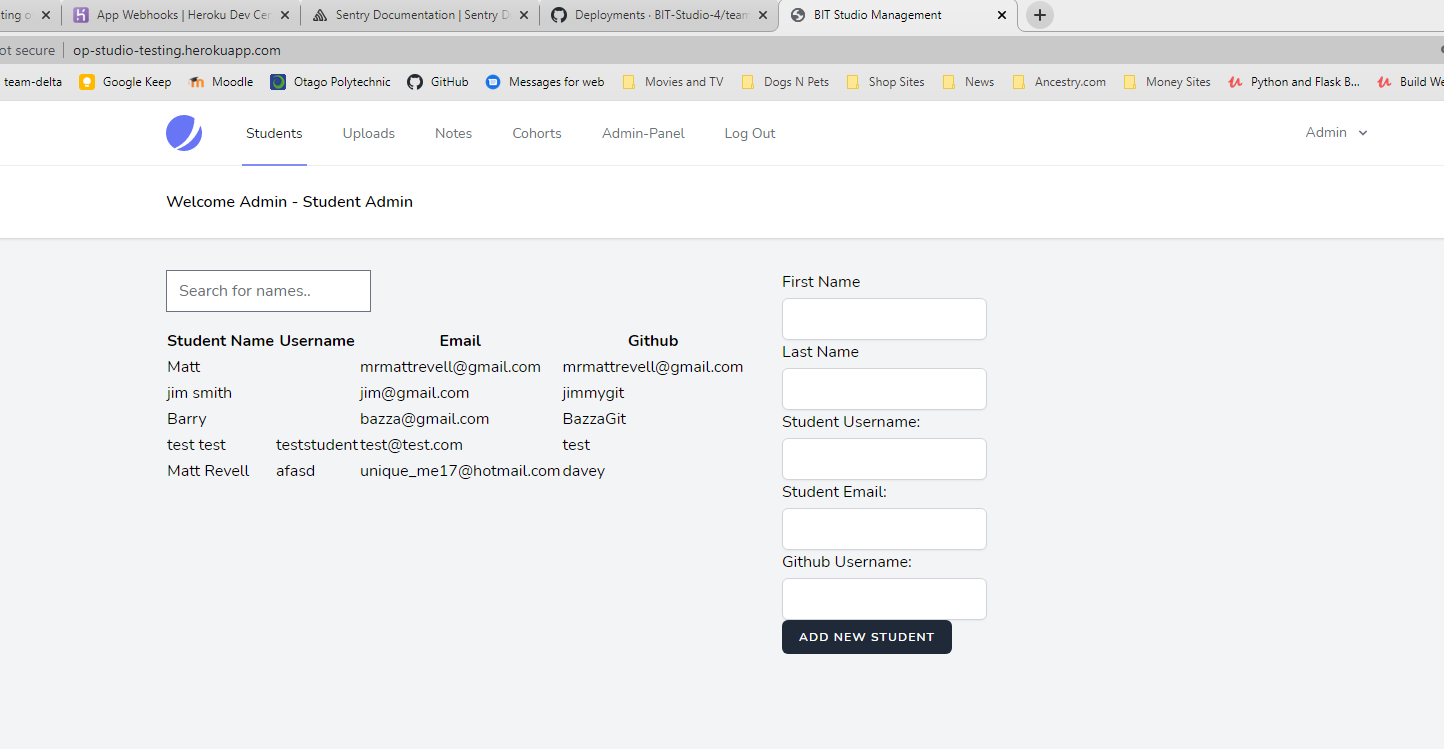 ting o
App Webhooks | Heroku Dev Cen
Sentry Documentation | Sentry D
Deployments · BIT-Studio-4/team
BIT Studio Management
ot secure | op-studio-testing.herokuapp.com
team-delta Google Keep Moodle Otago Polytechnic GitHub Messages for web Movies and TV Dogs N Pets Shop Sites News Ancestry.com Money Sites Python and Flask B... Build We
Students Uploads Notes Cohorts Admin-Panel Log Out Admin
Welcome Admin - Student Admin
Search for names..
Student Name Username Email Github
Matt mrmattrevell@gmail.com mrmattrevell@gmail.com
jim smith jim@gmail.com jimmygit
Barry bazza@gmail.com BazzaGit
test test teststudent test@test.com test
Matt Revell afasd unique_me17@hotmail.com davey
First Name
Last Name
Student Username:
Student Email:
Github Username:
ADD NEW STUDENT